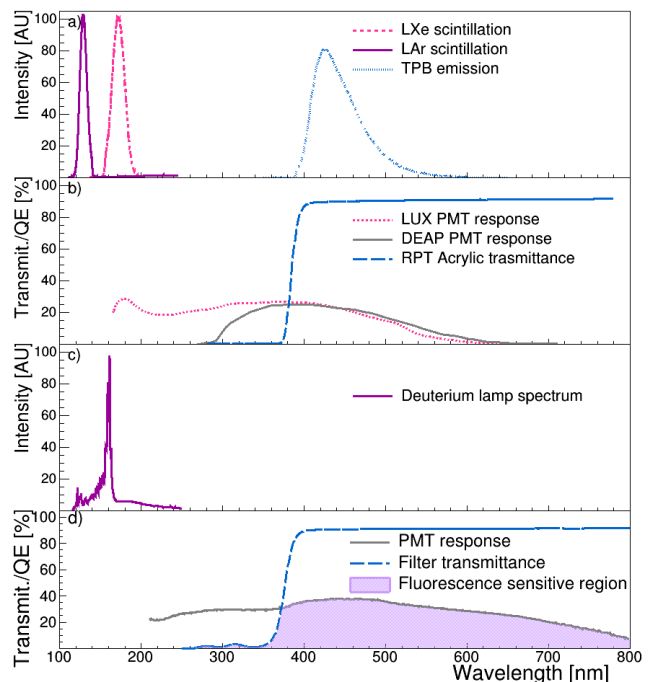 a)
Intensity [AU]
100
80
60
40
20
LXe scintillation
LAr scintillation
TPB emission
b)
Transmit./QE [%]
100
80
60
40
20
LUX PMT response
DEAP PMT response
RPT Acrylic trasmittance
c)
Intensity [AU]
100
80
60
40
20
Deuterium lamp spectrum
d)
Transmit./QE [%]
100
80
60
40
20
0
PMT response
Filter transmittance
Fluorescence sensitive region
100 200 300 400 500 600 700 800
Wavelength [nm]